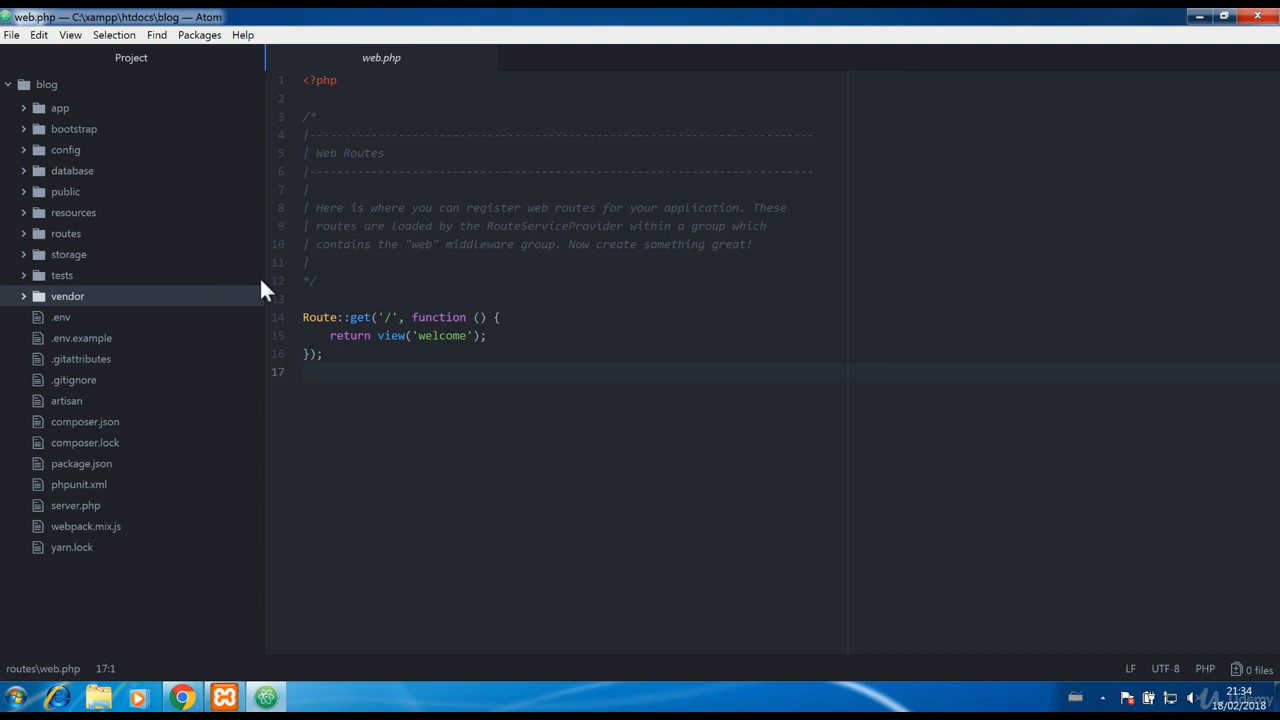 web.php — C:\xampp\htdocs\blog — Atom
File Edit View Selection Find Packages Help
Project
web.php
blog
app
bootstrap
config
database
public
resources
routes
storage
tests
vendor
.env
.env.example
.gitattributes
.gitignore
artisan
composer.json
composer.lock
package.json
phpunit.xml
server.php
webpack.mix.js
yarn.lock
1 <?php
2
3 /*
4 |--------------------------------------------------------------------------
5 | Web Routes
6 |--------------------------------------------------------------------------
7 |
8 | Here is where you can register web routes for your application. These
9 | routes are loaded by the RouteServiceProvider within a group which
10 | contains the "web" middleware group. Now create something great!
11 |
12 */
13
14 Route::get('/', function () {
15     return view('welcome');
16 });
17
routes\web.php 17:1
LF UTF-8 PHP 0 files
21:34
18/02/2018
Udemy